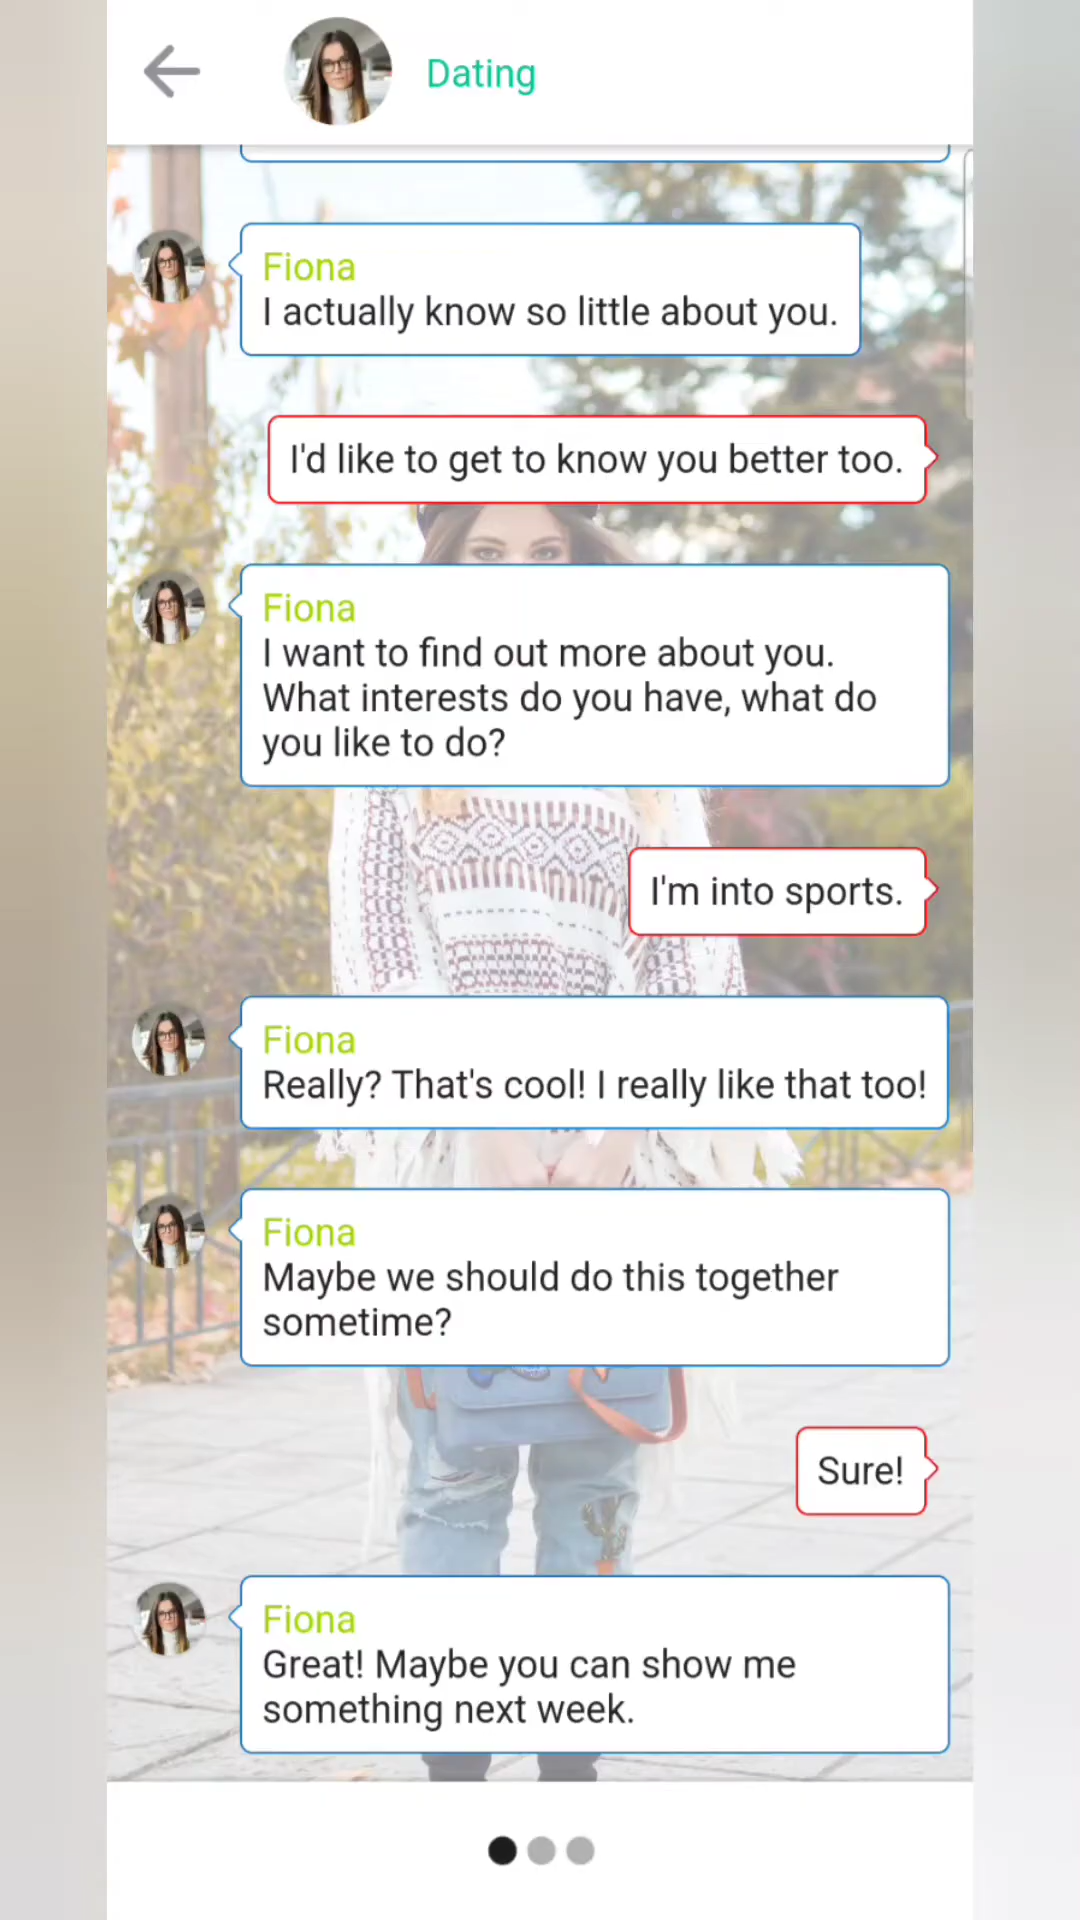 Dating
Fiona
I actually know so little about you.
I'd like to get to know you better too.
Fiona
I want to find out more about you.
What interests do you have, what do
you like to do?
I'm into sports.
Fiona
Really? That's cool! I really like that too!
Fiona
Maybe we should do this together
sometime?
Sure!
Fiona
Great! Maybe you can show me
something next week.